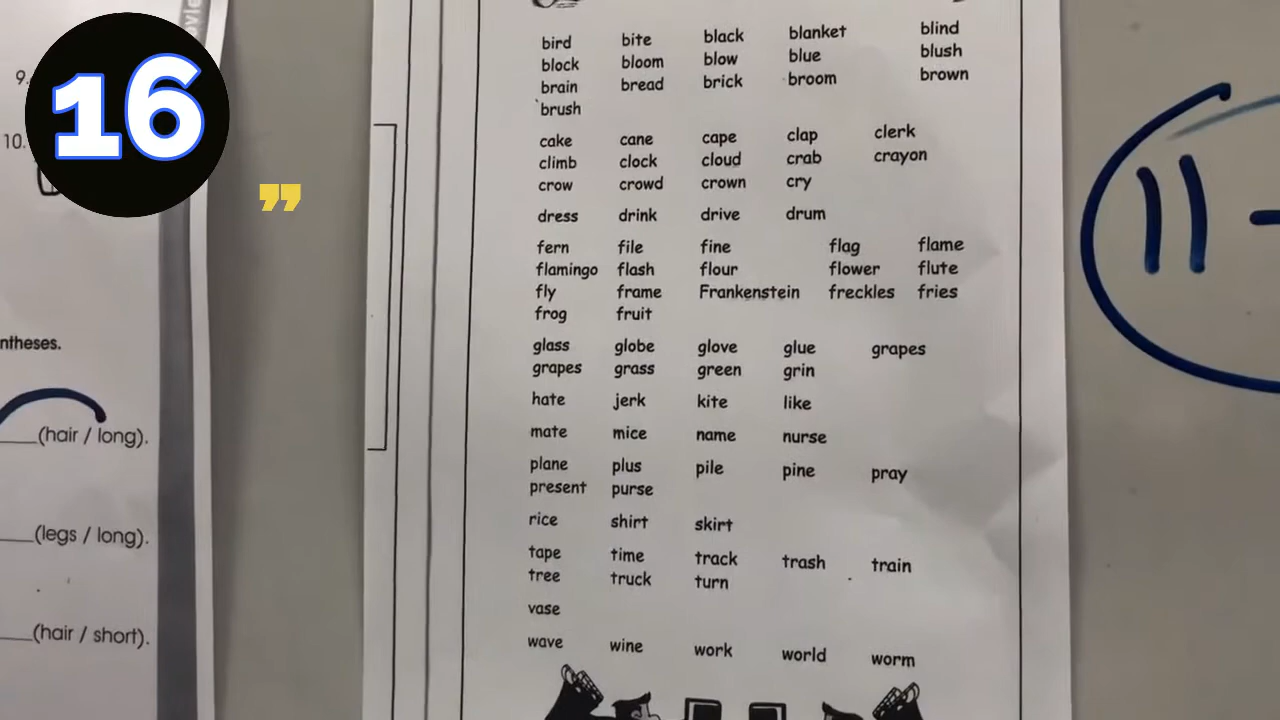 16
”
9.
10.
ntheses.
(hair / long).
(legs / long).
(hair / short).
bird bite black blanket blind
block bloom blow blue blush
brain bread brick broom brown
brush
cake cane cape clap clerk
climb clock cloud crab crayon
crow crowd crown cry
dress drink drive drum
fern file fine flag flame
flamingo flash flour flower flute
fly frame Frankenstein freckles fries
frog fruit
glass globe glove glue grapes
grapes grass green grin
hate jerk kite like
mate mice name nurse
plane plus pile pine pray
present purse
rice shirt skirt
tape time track trash train
tree truck turn
vase
wave wine work world worm
11 -